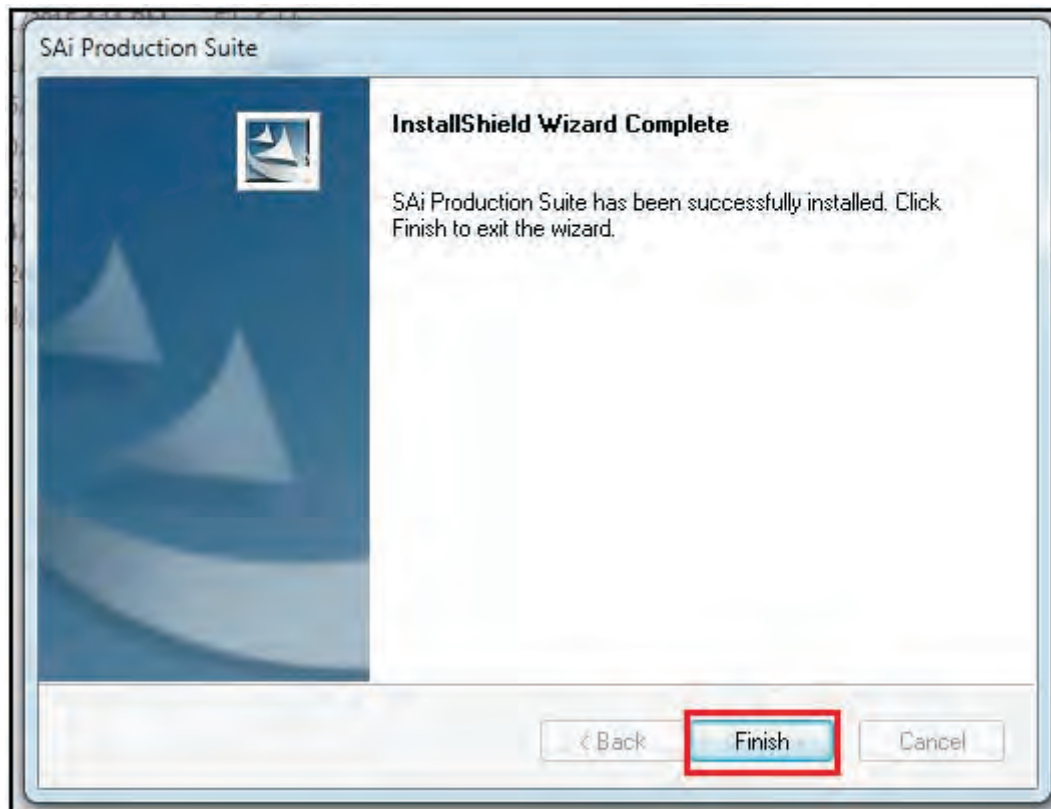 SAi Production Suite
InstallShield Wizard Complete
SAi Production Suite has been successfully installed. Click
Finish to exit the wizard.
< Back
Finish
Cancel